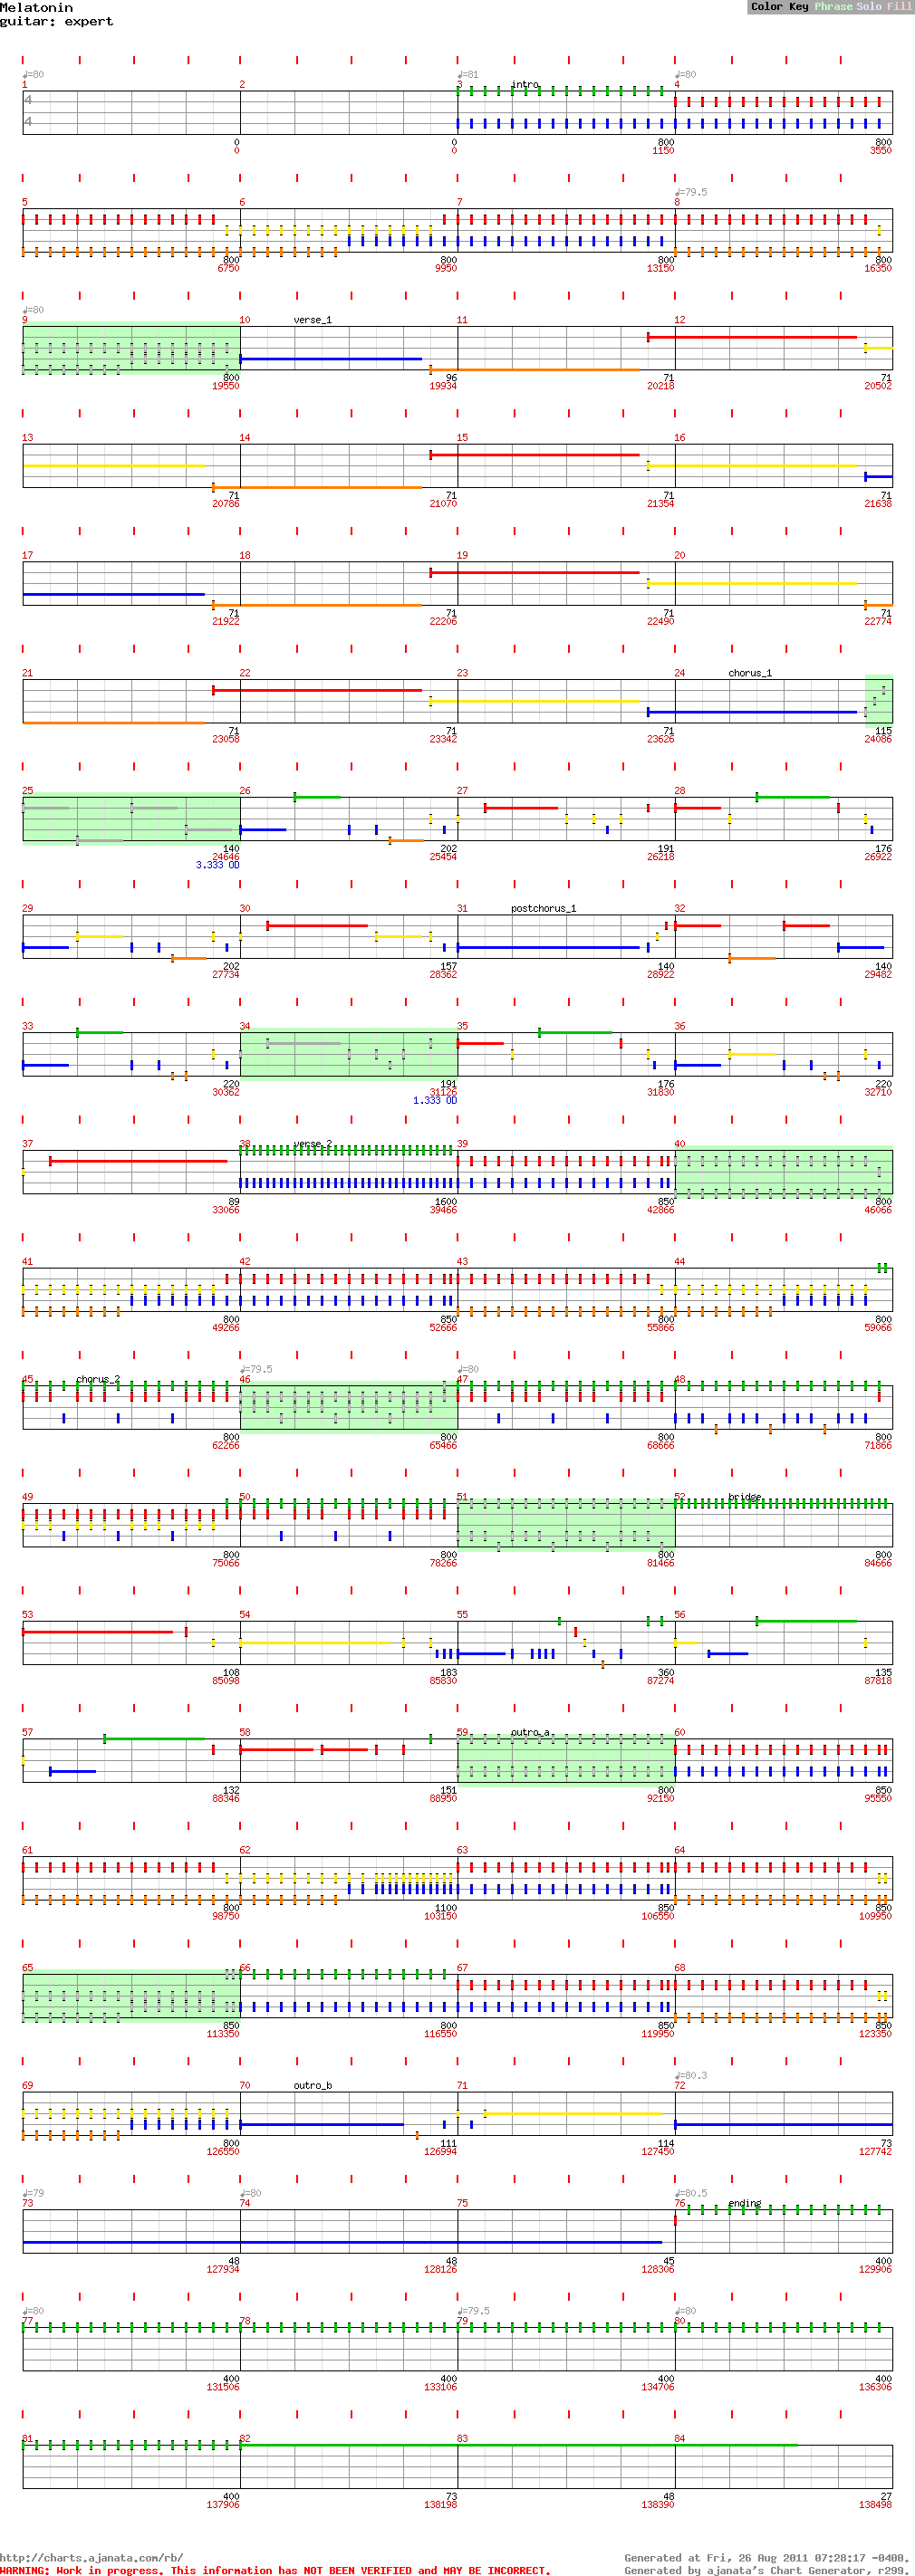 Melatonin
Color Key Phrase Solo Fill
guitar: expert
♩=80 ♩=81 ♩=80
1 2 3 intro 4
4
4
0 0 800 800
0 0 1150 3550
♩=79.5
5 6 7 8
800 800 800 800
6750 9950 13150 16350
♩=80
9 10 verse_1 11 12
800 96 71 71
19550 19934 20218 20502
13 14 15 16
71 71 71 71
20786 21070 21354 21638
17 18 19 20
71 71 71 71
21922 22206 22490 22774
21 22 23 24 chorus_1
71 71 71 115
23058 23342 23626 24086
25 26 27 28
140 202 191 176
24646 25454 26218 26922
3.333 OD
29 30 31 postchorus_1 32
202 157 140 140
27734 28362 28922 29482
33 34 35 36
220 191 176 220
30362 31126 31830 32710
1.333 OD
37 38 verse_2 39 40
89 1600 850 800
33066 39466 42866 46066
41 42 43 44
800 850 800 800
49266 52666 55866 59066
♩=79.5 ♩=80
45 chorus_2 46 47 48
800 800 800 800
62266 65466 68666 71866
49 50 51 52 bridge
800 800 800 800
75066 78266 81466 84666
53 54 55 56
108 183 360 135
85098 85830 87274 87818
57 58 59 outro_a 60
132 151 800 850
88346 88950 92150 95550
61 62 63 64
800 1100 850 850
98750 103150 106550 109950
65 66 67 68
850 800 850 850
113350 116550 119950 123350
♩=80.3
69 70 outro_b 71 72
800 111 114 73
126550 126994 127450 127742
♩=79 ♩=80 ♩=80.5
73 74 75 76 ending
48 48 45 400
127934 128126 128306 129906
♩=80 ♩=79.5 ♩=80
77 78 79 80
400 400 400 400
131506 133106 134706 136306
81 82 83 84
400 73 48 27
137906 138198 138390 138498
http://charts.ajanata.com/rb/
Generated at Fri, 26 Aug 2011 07:28:17 -0400.
WARNING: Work in progress. This information has NOT BEEN VERIFIED and MAY BE INCORRECT.
Generated by ajanata's Chart Generator, r299.